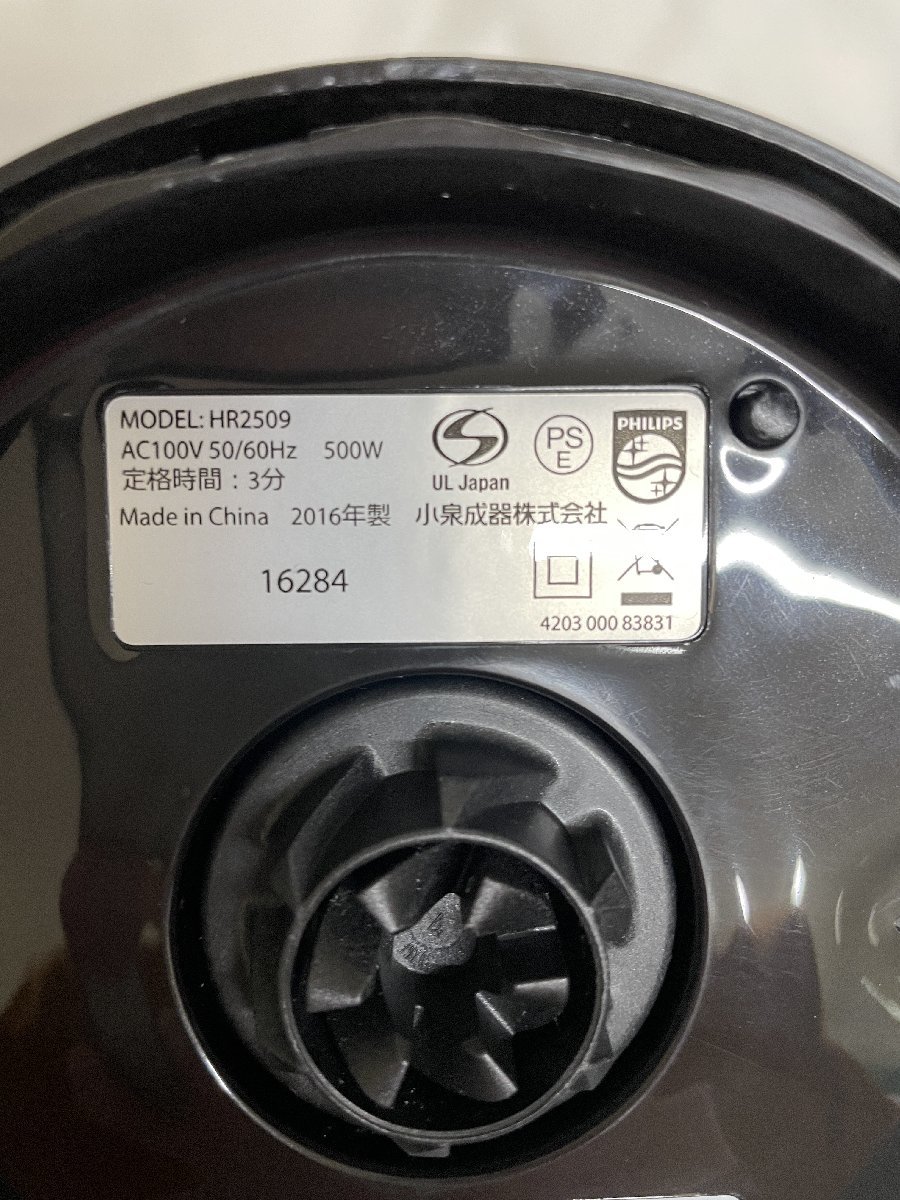 MODEL: HR2509
AC100V 50/60Hz 500W
定格時間：3分
Made in China 2016年製 小泉成器株式会社
16284
UL Japan
PS
E
PHILIPS
4203 000 83831